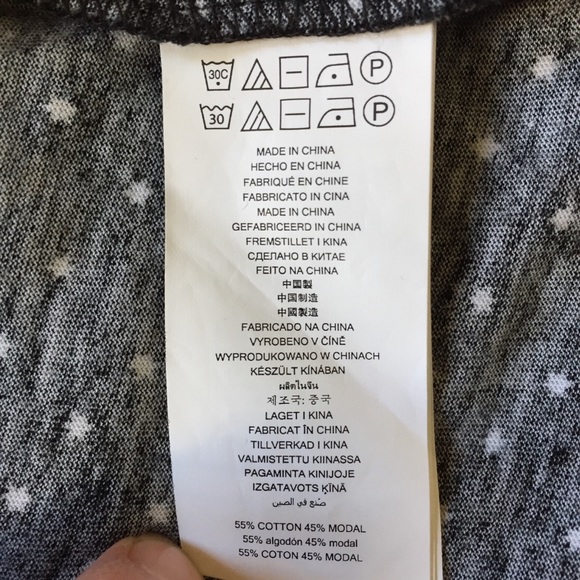 30C P
30 P
MADE IN CHINA
HECHO EN CHINA
FABRIQUÉ EN CHINE
FABBRICATO IN CINA
MADE IN CHINA
GEFABRICEERD IN CHINA
FREMSTILLET I KINA
СДЕЛАНО В КИТАЕ
FEITO NA CHINA
中国製
中国制造
中國製造
FABRICADO NA CHINA
VYROBENO V ČÍNĚ
WYPRODUKOWANO W CHINACH
KÉSZÜLT KÍNÁBAN
ผลิตในจีน
제조국: 중국
LAGET I KINA
FABRICAT ÎN CHINA
TILLVERKAD I KINA
VALMISTETTU KIINASSA
PAGAMINTA KINIJOJE
IZGATAVOTS ĶĪNĀ
صنع في الصين
55% COTTON 45% MODAL
55% algodón 45% modal
55% COTON 45% MODAL